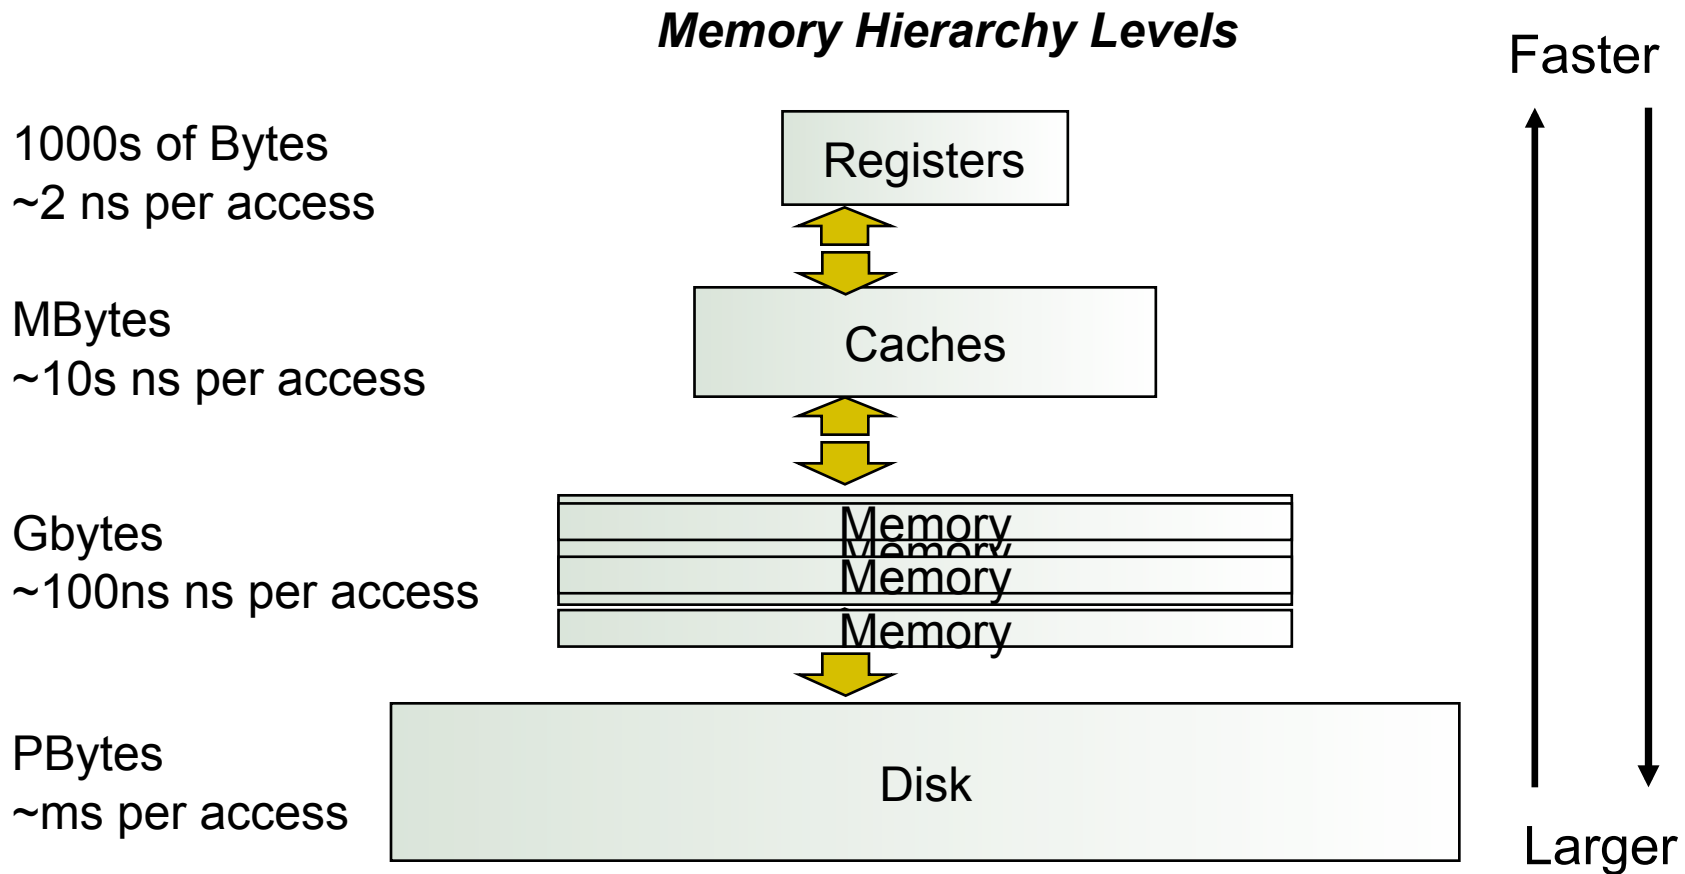 Memory Hierarchy Levels
Faster
1000s of Bytes
~2 ns per access
Registers
MBytes
~10s ns per access
Caches
Gbytes
~100ns ns per access
Memory
Memory
Memory
Memory
PBytes
~ms per access
Disk
Larger